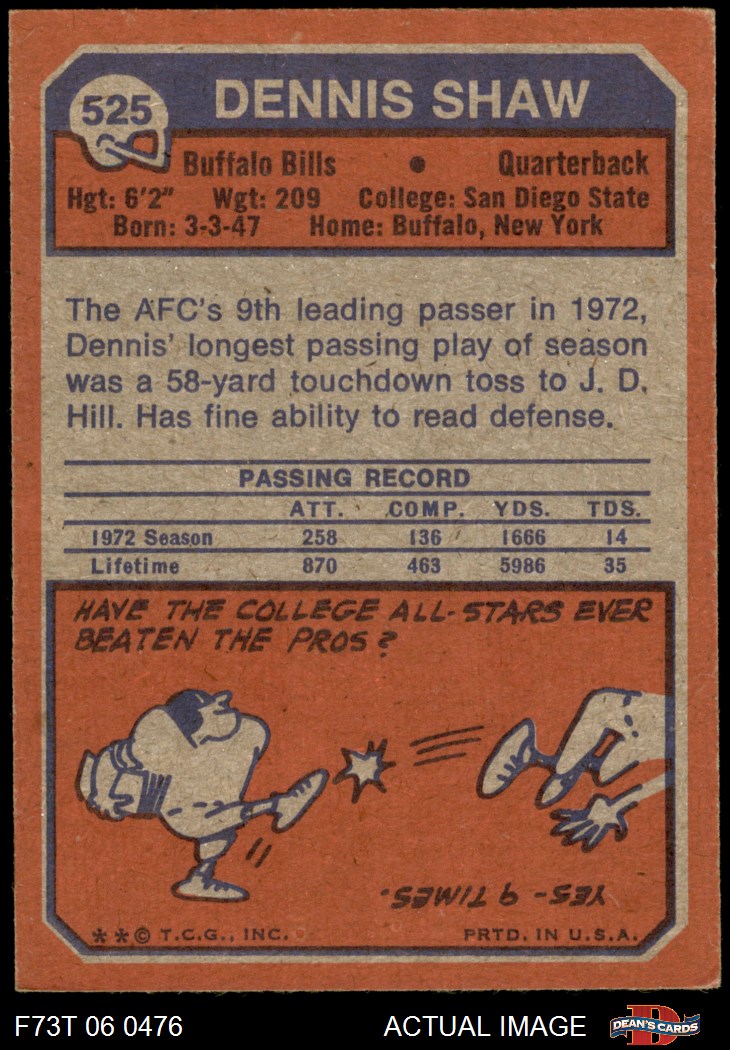 525
DENNIS SHAW
Buffalo Bills • Quarterback
Hgt: 6'2" Wgt: 209 College: San Diego State
Born: 3-3-47 Home: Buffalo, New York
The AFC's 9th leading passer in 1972,
Dennis' longest passing play of season
was a 58-yard touchdown toss to J. D.
Hill. Has fine ability to read defense.
PASSING RECORD
ATT. COMP. YDS. TDS.
1972 Season 258 136 1666 14
Lifetime 870 463 5986 35
HAVE THE COLLEGE ALL-STARS EVER
BEATEN THE PROS?
YES - 9 TIMES.
**© T.C.G., INC. PRTD. IN U.S.A.
F73T 06 0476 ACTUAL IMAGE D DEAN'S CARDS